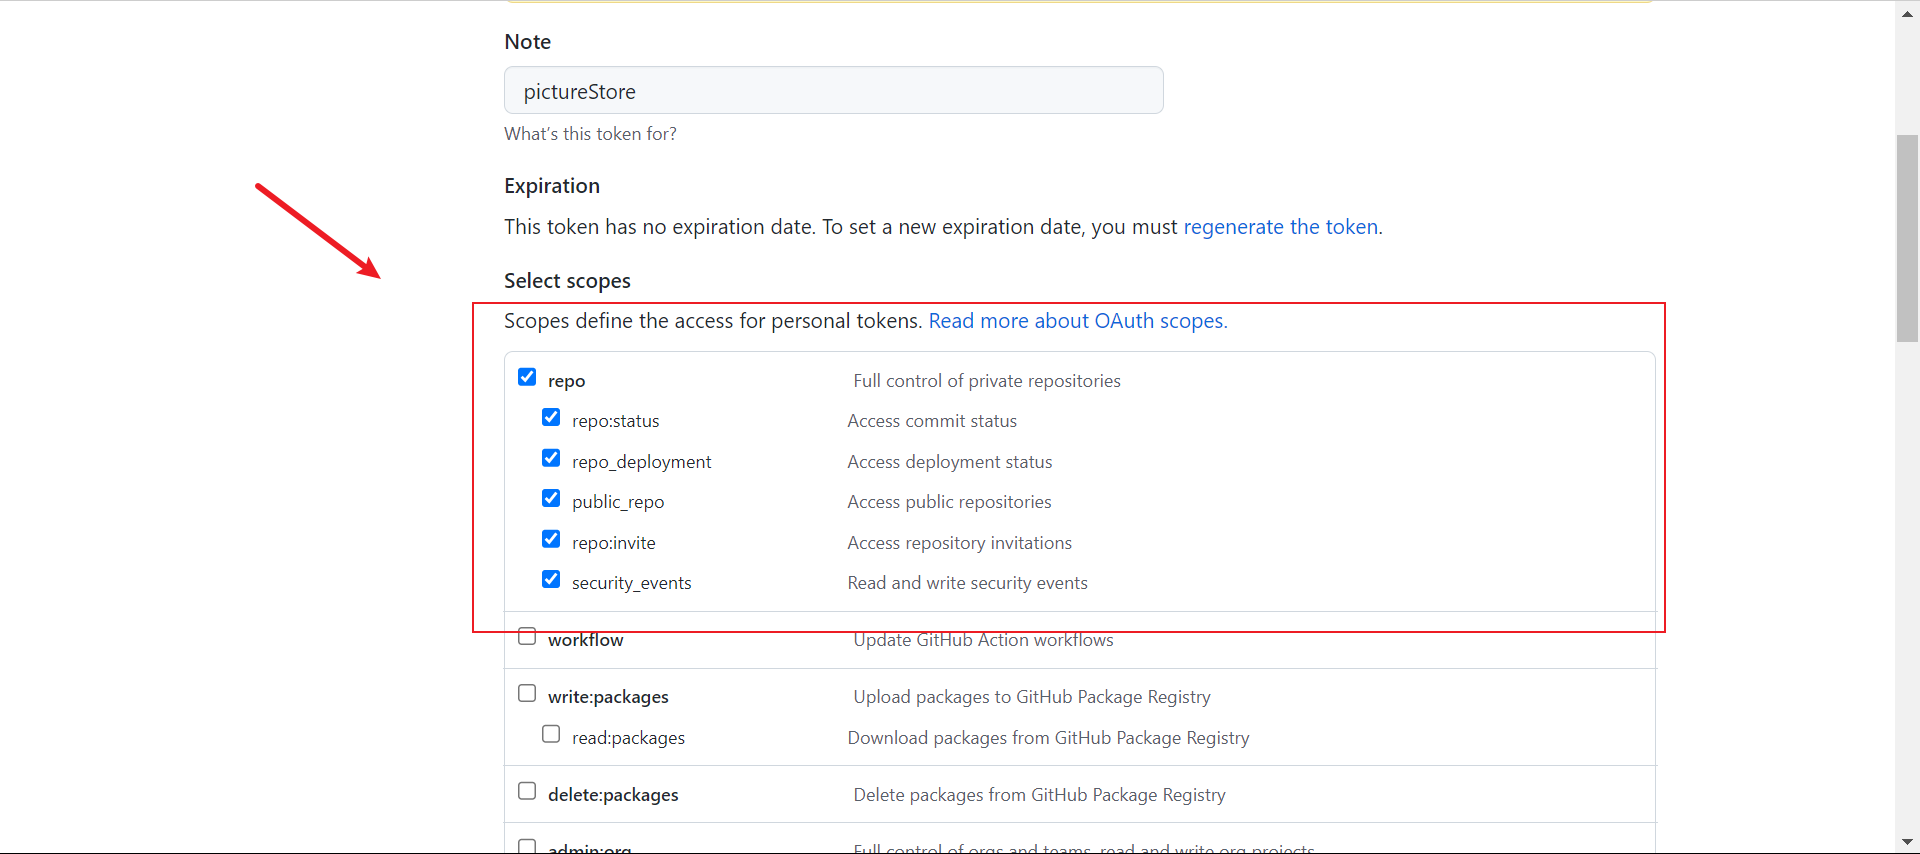 Note
pictureStore
What's this token for?
Expiration
This token has no expiration date. To set a new expiration date, you must regenerate the token.
Select scopes
Scopes define the access for personal tokens. Read more about OAuth scopes.
repo Full control of private repositories
repo:status Access commit status
repo_deployment Access deployment status
public_repo Access public repositories
repo:invite Access repository invitations
security_events Read and write security events
workflow Update GitHub Action workflows
write:packages Upload packages to GitHub Package Registry
read:packages Download packages from GitHub Package Registry
delete:packages Delete packages from GitHub Package Registry
admin:org Full control of orgs and teams, read and write org projects